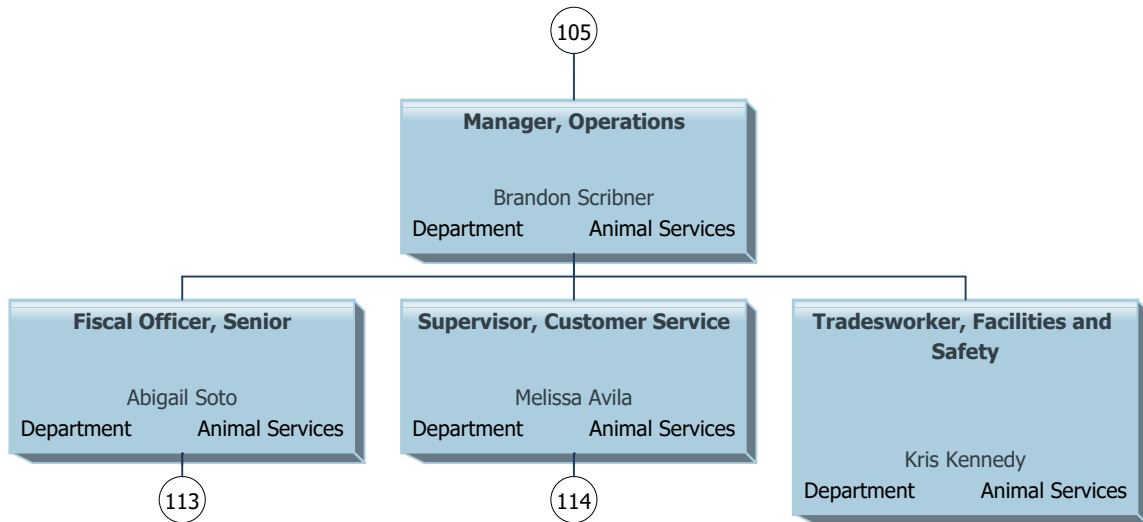 105
Manager, Operations
Brandon Scribner
Department Animal Services
Fiscal Officer, Senior
Abigail Soto
Department Animal Services
113
Supervisor, Customer Service
Melissa Avila
Department Animal Services
114
Tradesworker, Facilities and
Safety
Kris Kennedy
Department Animal Services